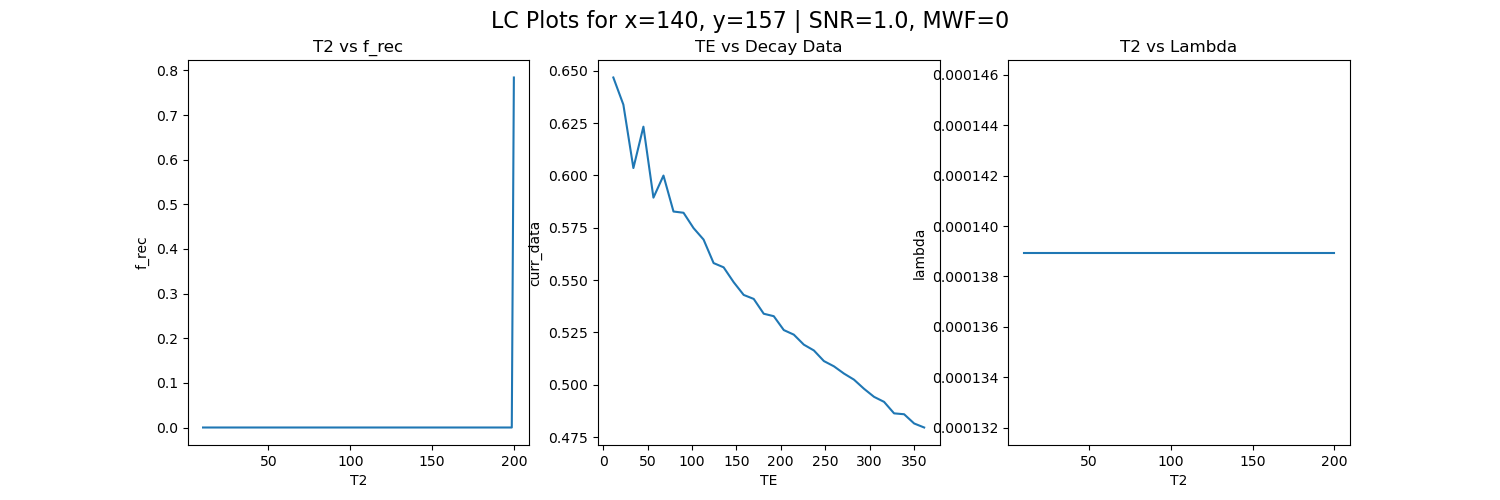 LC Plots for x=140, y=157 | SNR=1.0, MWF=0
T2 vs f_rec
0.8
0.7
0.6
0.5
0.4
0.3
0.2
0.1
0.0
f_rec
50 100 150 200
T2
TE vs Decay Data
0.650
0.625
0.600
0.575
0.550
0.525
0.500
0.475
curr_data
0 50 100 150 200 250 300 350
TE
T2 vs Lambda
0.000146
0.000144
0.000142
0.000140
0.000138
0.000136
0.000134
0.000132
lambda
50 100 150 200
T2